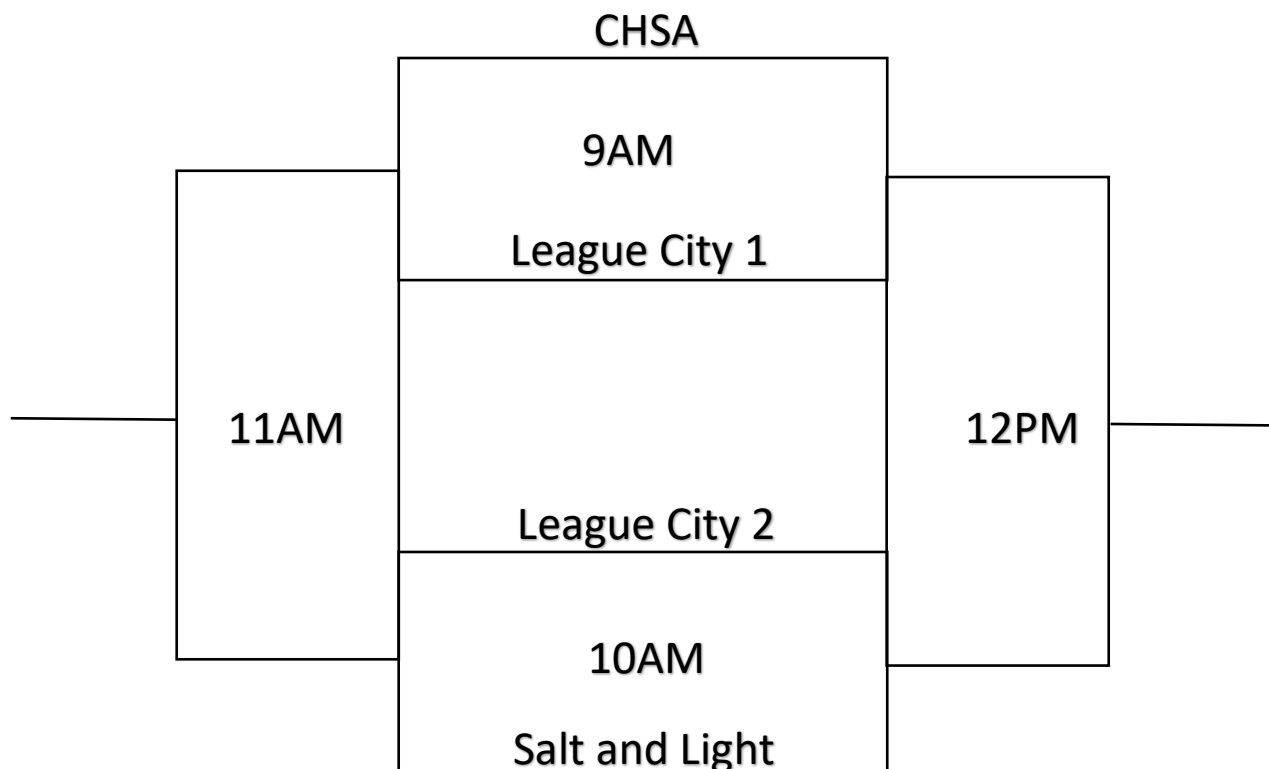 CHSA
9AM
League City 1
11AM
12PM
League City 2
10AM
Salt and Light